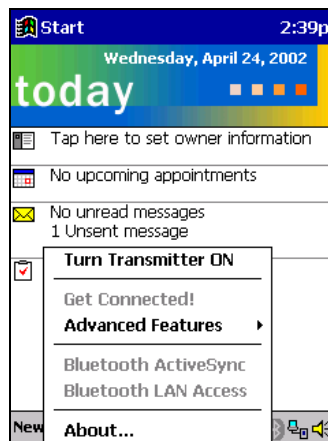 Start 2:39p
Wednesday, April 24, 2002
today
Tap here to set owner information
No upcoming appointments
No unread messages
1 Unsent message
Turn Transmitter ON
Get Connected!
Advanced Features
Bluetooth ActiveSync
Bluetooth LAN Access
New
About...